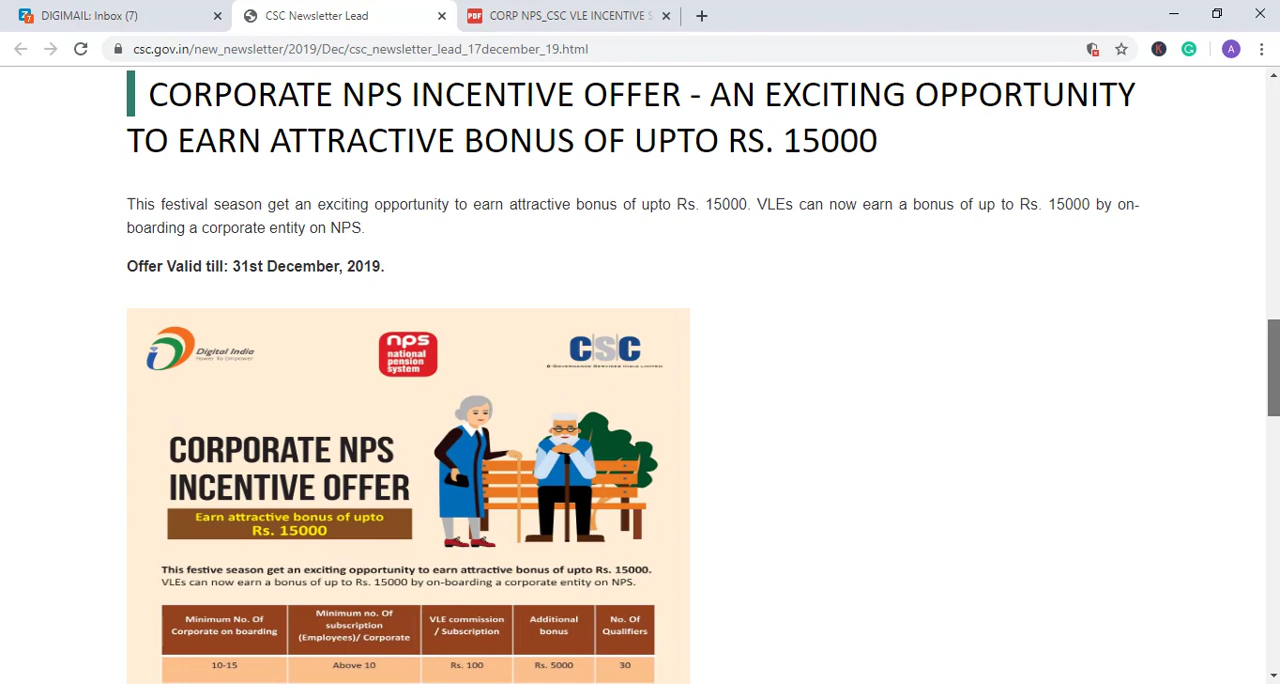 DIGIMAIL: Inbox (7)
CSC Newsletter Lead
CORP NPS_CSC VLE INCENTIVE
csc.gov.in/new_newsletter/2019/Dec/csc_newsletter_lead_17december_19.html
A
CORPORATE NPS INCENTIVE OFFER - AN EXCITING OPPORTUNITY
TO EARN ATTRACTIVE BONUS OF UPTO RS. 15000
This festival season get an exciting opportunity to earn attractive bonus of upto Rs. 15000. VLEs can now earn a bonus of up to Rs. 15000 by on-
boarding a corporate entity on NPS.
Offer Valid till: 31st December, 2019.
Digital India
Power To Empower
nps
national
pension
system
CSC
e-Governance Services India Limited
CORPORATE NPS
INCENTIVE OFFER
Earn attractive bonus of upto
Rs. 15000
This festive season get an exciting opportunity to earn attractive bonus of upto Rs. 15000.
VLEs can now earn a bonus of up to Rs. 15000 by on-boarding a corporate entity on NPS.
Minimum No. Of
Corporate on boarding
Minimum no. Of
subscription
(Employees)/ Corporate
VLE commission
/ Subscription
Additional
bonus
No. Of
Qualifiers
10-15
Above 10
Rs. 100
Rs. 5000
30